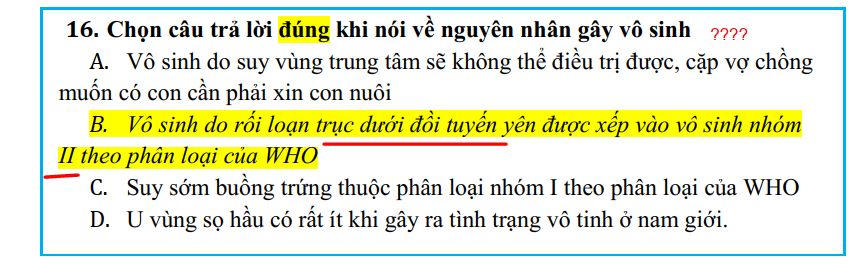 16. Chọn câu trả lời đúng khi nói về nguyên nhân gây vô sinh ????
A. Vô sinh do suy vùng trung tâm sẽ không thể điều trị được, cặp vợ chồng
muốn có con cần phải xin con nuôi
B. Vô sinh do rối loạn trục dưới đồi tuyến yên được xếp vào vô sinh nhóm
II theo phân loại của WHO
C. Suy sớm buồng trứng thuộc phân loại nhóm I theo phân loại của WHO
D. U vùng sọ hầu có rất ít khi gây ra tình trạng vô tinh ở nam giới.